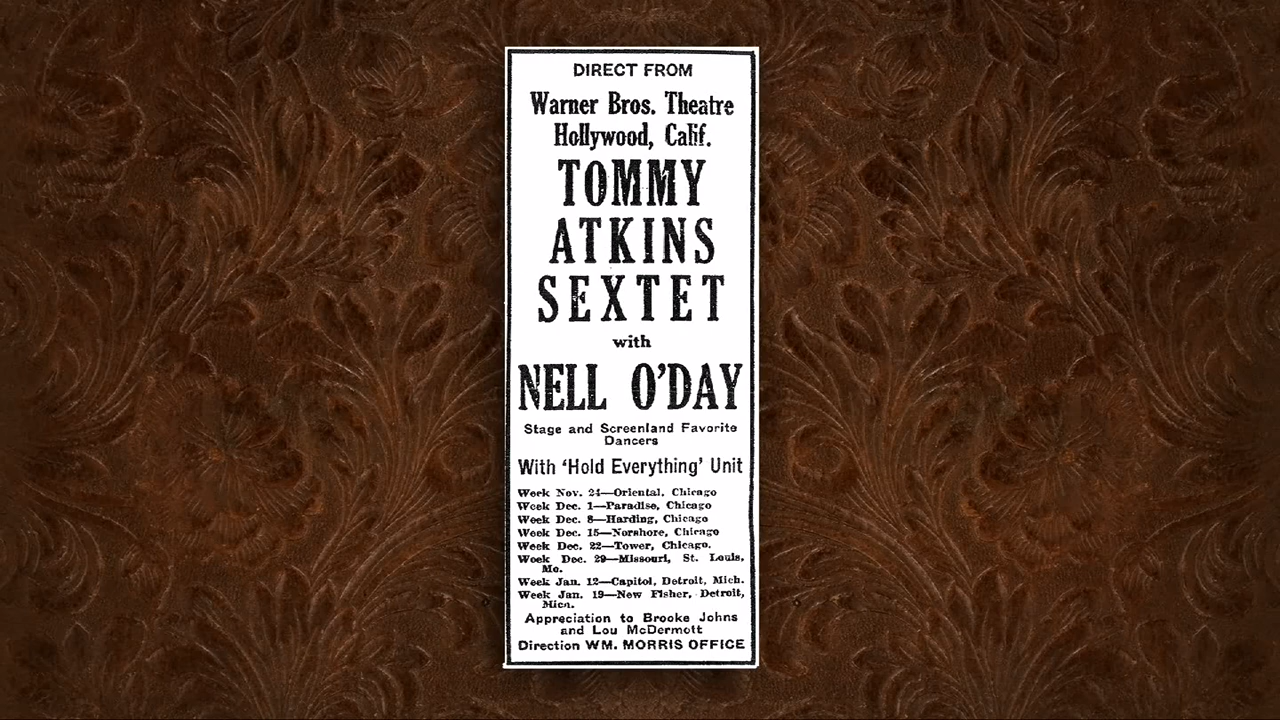 DIRECT FROM
Warner Bros. Theatre
Hollywood, Calif.
TOMMY
ATKINS
SEXTET
with
NELL O'DAY
Stage and Screenland Favorite
Dancers
With 'Hold Everything' Unit
Week Nov. 24—Oriental, Chicago
Week Dec. 1—Paradise, Chicago
Week Dec. 8—Harding, Chicago
Week Dec. 15—Norshore, Chicago
Week Dec. 22—Tower, Chicago.
Week Dec. 29—Missouri, St. Louis,
Mo.
Week Jan. 12—Capitol, Detroit, Mich.
Week Jan. 19—New Fisher, Detroit,
Mich.
Appreciation to Brooke Johns
and Lou McDermott
Direction WM. MORRIS OFFICE